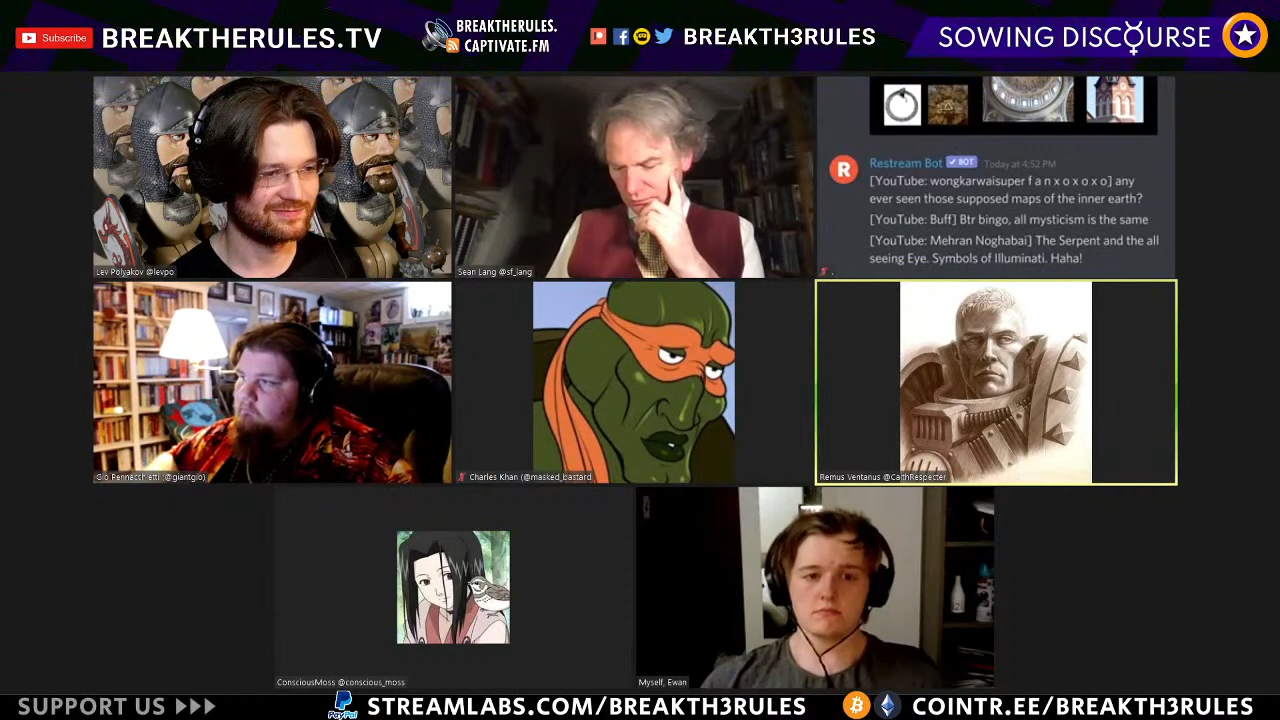 Subscribe
BREAKTHERULES.TV
BREAKTHERULES.
CAPTIVATE.FM
BREAKTH3RULES
SOWING DISCOURSE
Lev Polyakov @levpo
Sean Lang @sf_lang
R
Restream Bot ✓ BOT Today at 4:52 PM
[YouTube: wongkarwaisuper f a n x o x o x o] any
ever seen those supposed maps of the inner earth?
[YouTube: Buff] Btr bingo, all mysticism is the same
[YouTube: Mehran Noghabai] The Serpent and the all
seeing Eye. Symbols of Illuminati. Haha!
.
Gio Pennacchietti (@giantgio)
Charles Khan (@masked_bastard
Remus Ventanus @CalthRespecter
ConsciousMoss @conscious_moss
Myself, Ewan
SUPPORT US
PayPal
STREAMLABS.COM/BREAKTH3RULES
COINTR.EE/BREAKTH3RULES